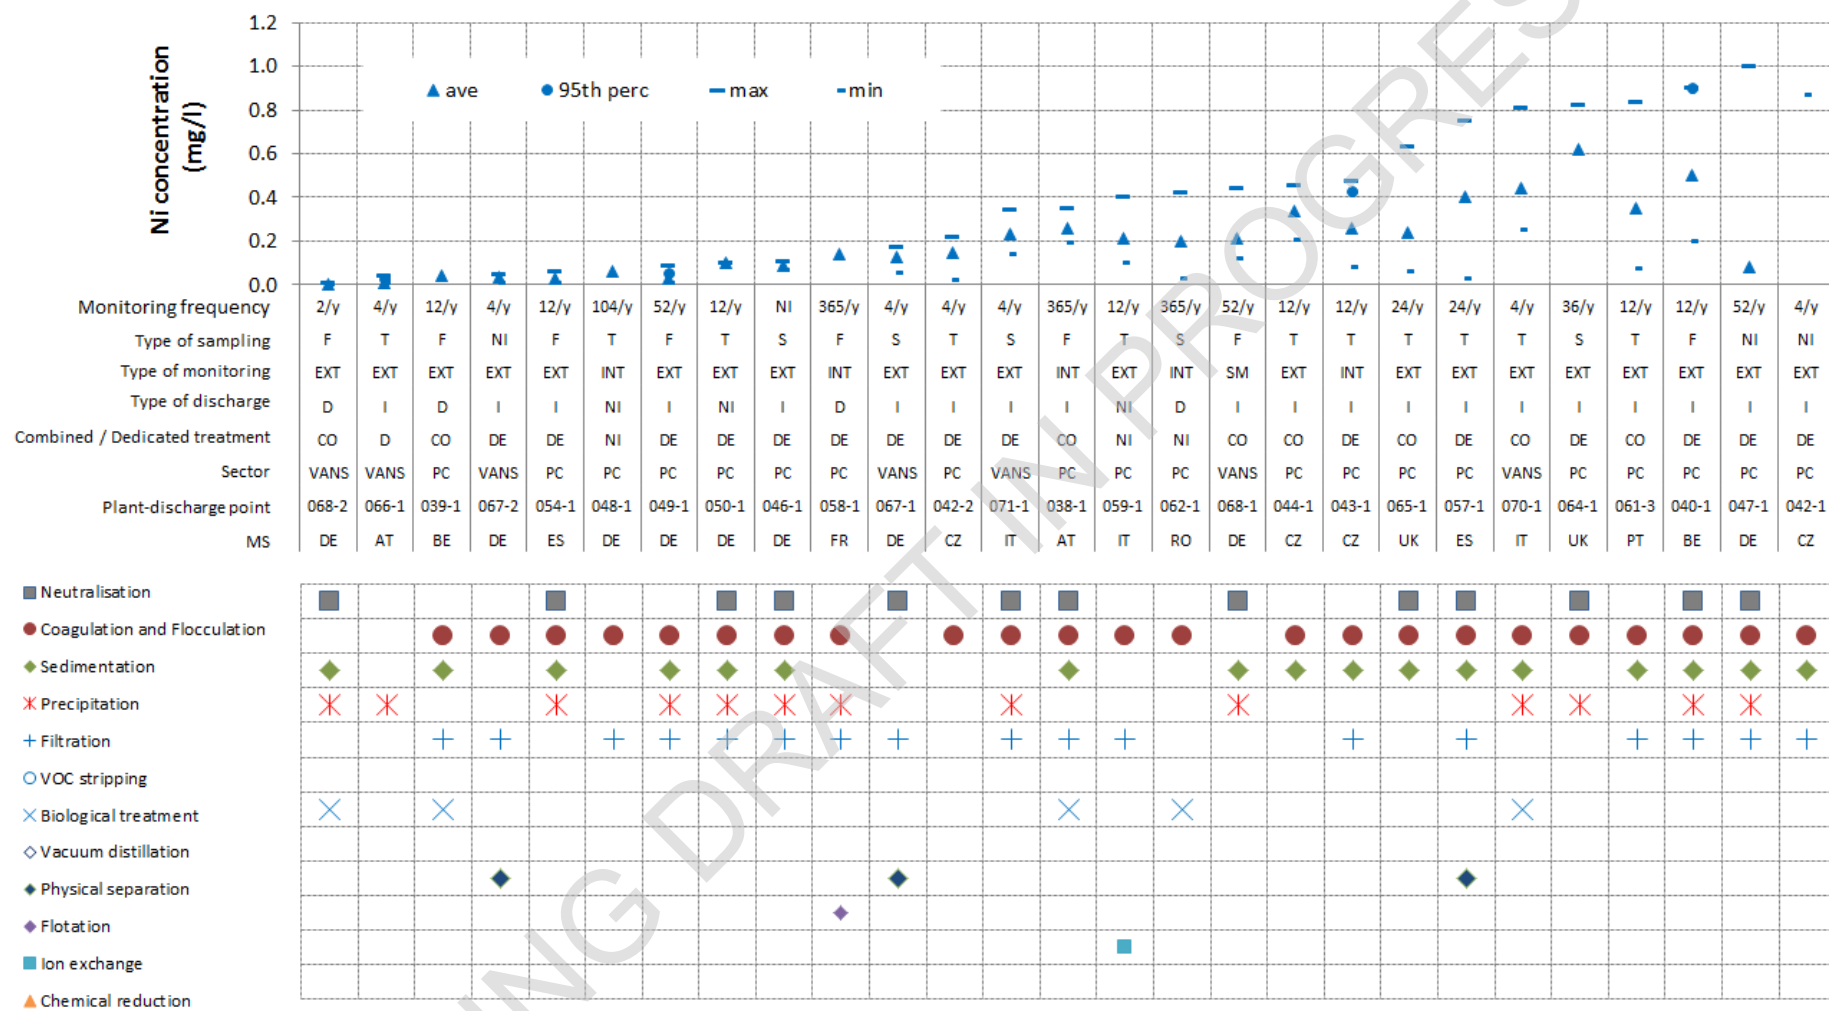 1.2
1.0
0.8
0.6
0.4
0.2
0.0
Ni concentration
(mg/l)
ave 95th perc max min
Monitoring frequency 2/y 4/y 12/y 4/y 12/y 104/y 52/y 12/y NI 365/y 4/y 4/y 4/y 365/y 12/y 365/y 52/y 12/y 12/y 24/y 24/y 4/y 36/y 12/y 12/y 52/y 4/y
Type of sampling F T F NI F T F T S F S T S F T S F T T T T T S T F NI NI
Type of monitoring EXT EXT EXT EXT EXT INT EXT EXT EXT INT EXT EXT EXT INT EXT INT SM EXT INT EXT EXT EXT EXT EXT EXT EXT EXT
Type of discharge D I D I I NI I NI I D I I I I NI D I I I I I I I I I I I
Combined / Dedicated treatment CO D CO DE DE NI DE DE DE DE DE DE DE CO NI NI CO CO DE CO DE CO DE CO DE DE DE
Sector VANS VANS PC VANS PC PC PC PC PC PC VANS PC VANS PC PC PC VANS PC PC PC PC VANS PC PC PC PC PC
Plant-discharge point 068-2 066-1 039-1 067-2 054-1 048-1 049-1 050-1 046-1 058-1 067-1 042-2 071-1 038-1 059-1 062-1 068-1 044-1 043-1 065-1 057-1 070-1 064-1 061-3 040-1 047-1 042-1
MS DE AT BE DE ES DE DE DE DE FR DE CZ IT AT IT RO DE CZ CZ UK ES IT UK PT BE DE CZ
Neutralisation
Coagulation and Flocculation
Sedimentation
Precipitation
Filtration
VOC stripping
Biological treatment
Vacuum distillation
Physical separation
Flotation
Ion exchange
Chemical reduction
ING DRAFT IN PROGRES